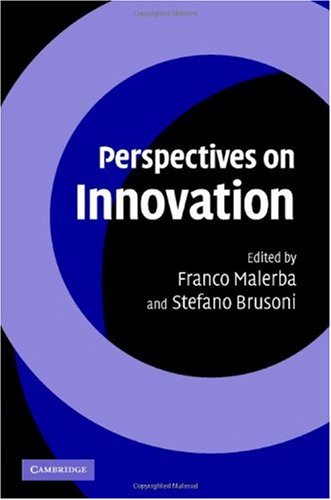 Perspectives on
Innovation
Edited by
Franco Malerba
and Stefano Brusoni
CAMBRIDGE